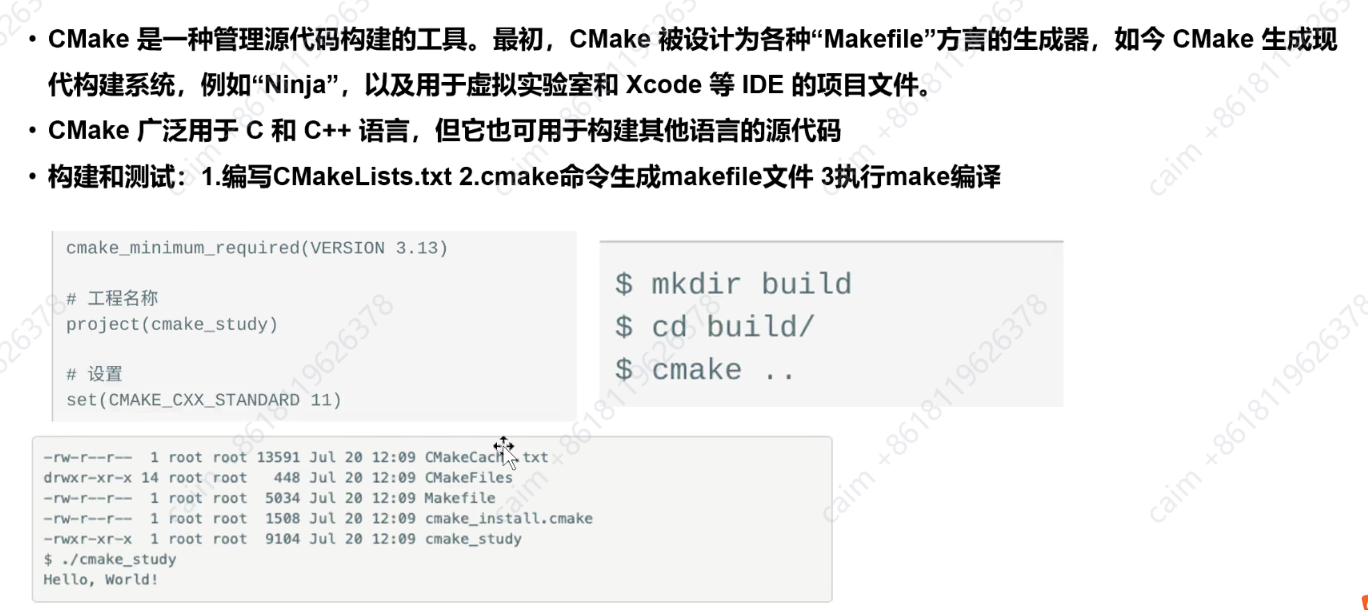 • CMake 是一种管理源代码构建的工具。最初，CMake 被设计为各种“Makefile”方言的生成器，如今 CMake 生成现
代构建系统，例如“Ninja”，以及用于虚拟实验室和 Xcode 等 IDE 的项目文件。
• CMake 广泛用于 C 和 C++ 语言，但它也可用于构建其他语言的源代码
• 构建和测试：1.编写CMakeLists.txt 2.cmake命令生成makefile文件 3执行make编译
cmake_minimum_required(VERSION 3.13)
# 工程名称
project(cmake_study)
# 设置
set(CMAKE_CXX_STANDARD 11)
$ mkdir build
$ cd build/
$ cmake ..
-rw-r--r-- 1 root root 13591 Jul 20 12:09 CMakeCache.txt
drwxr-xr-x 14 root root 448 Jul 20 12:09 CMakeFiles
-rw-r--r-- 1 root root 5034 Jul 20 12:09 Makefile
-rw-r--r-- 1 root root 1508 Jul 20 12:09 cmake_install.cmake
-rwxr-xr-x 1 root root 9104 Jul 20 12:09 cmake_study
$ ./cmake_study
Hello, World!
caim +8618119626378